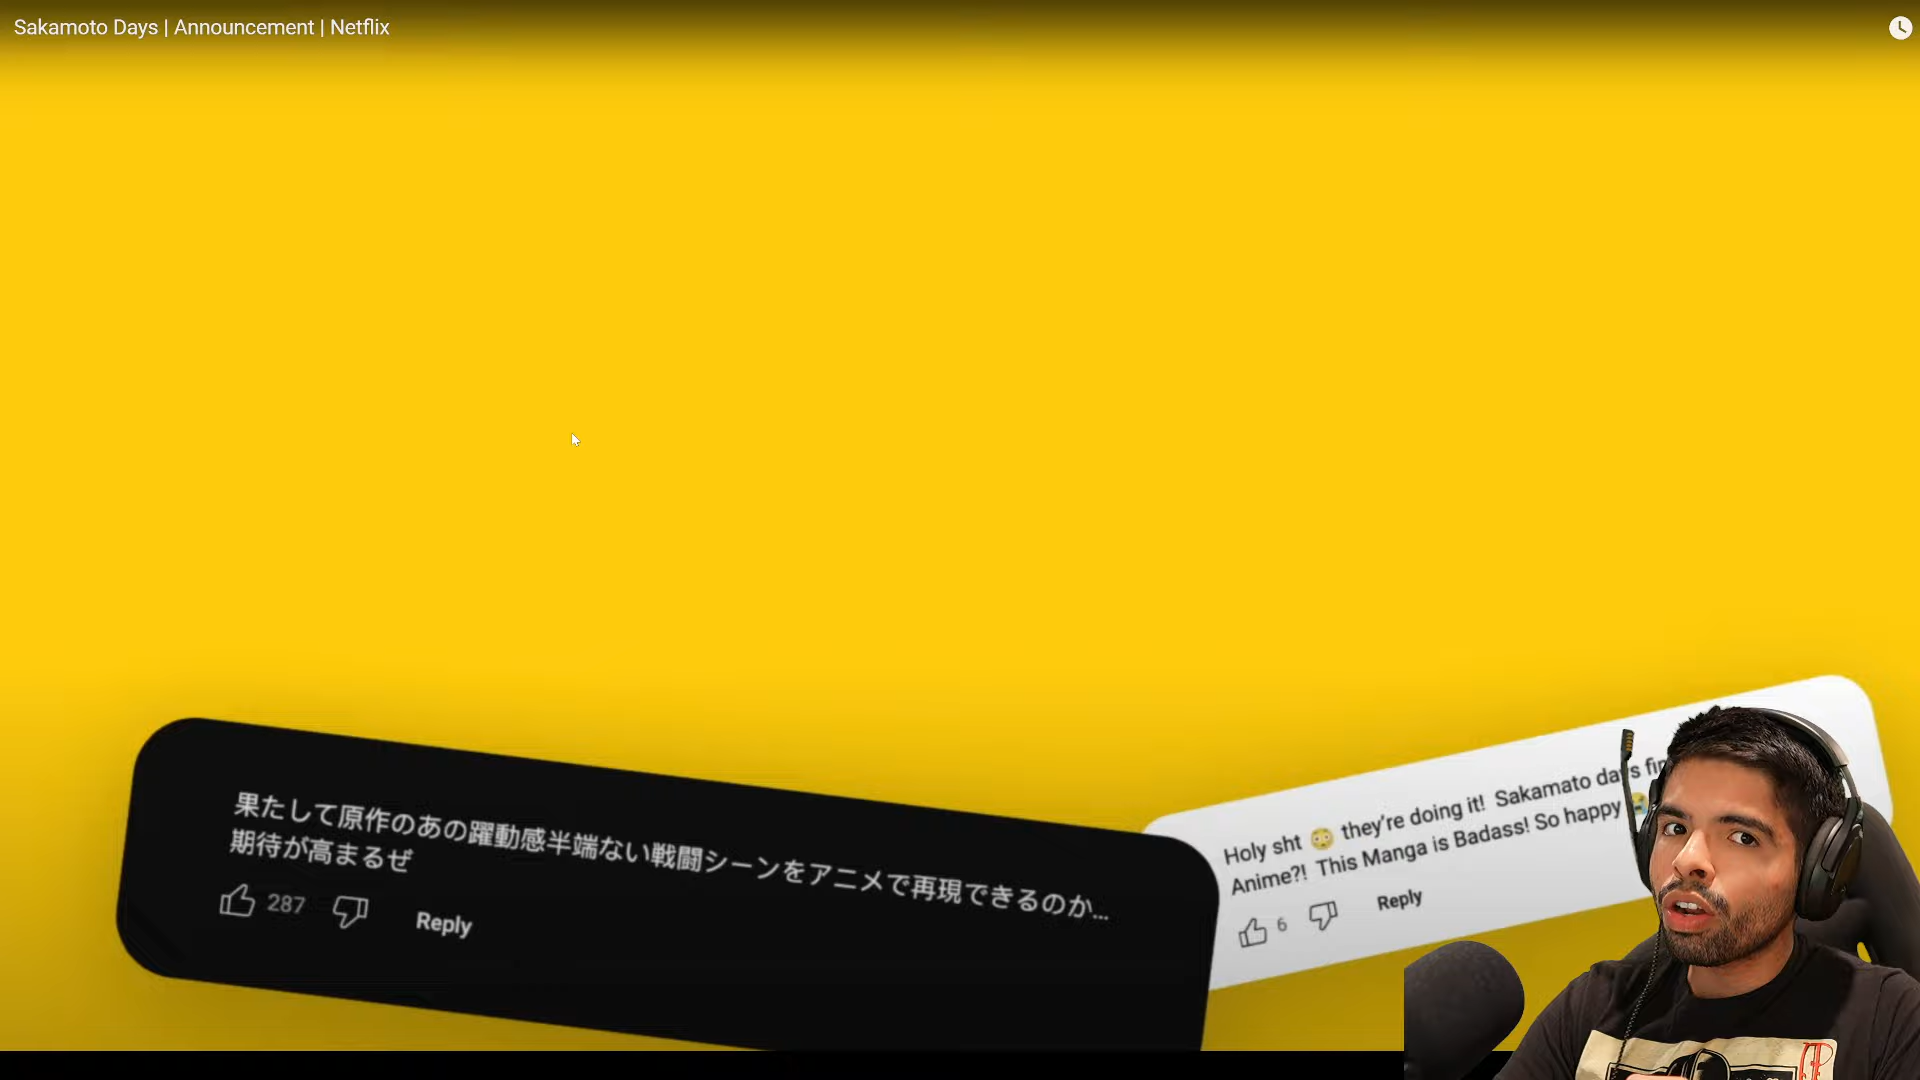 Sakamoto Days | Announcement | Netflix
果たして原作のあの躍動感半端ない戦闘シーンをアニメで再現できるのか...
期待が高まるぜ
287 Reply
Holy sht 😳 they're doing it! Sakamato days
Anime?! This Manga is Badass! So happy 😭
6 Reply